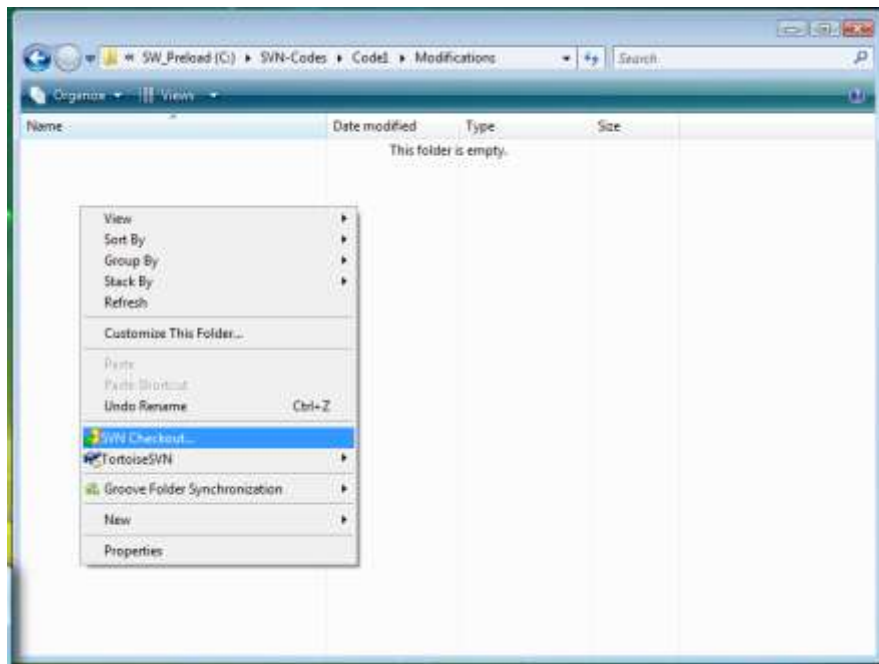 « SW_Preload (C:) ▸ SVN-Codes ▸ Code1 ▸ Modifications
Search
Organize Views
Name Date modified Type Size
This folder is empty.
View
Sort By
Group By
Stack By
Refresh
Customize This Folder...
Paste
Paste Shortcut
Undo Rename Ctrl+Z
SVN Checkout...
TortoiseSVN
Groove Folder Synchronization
New
Properties